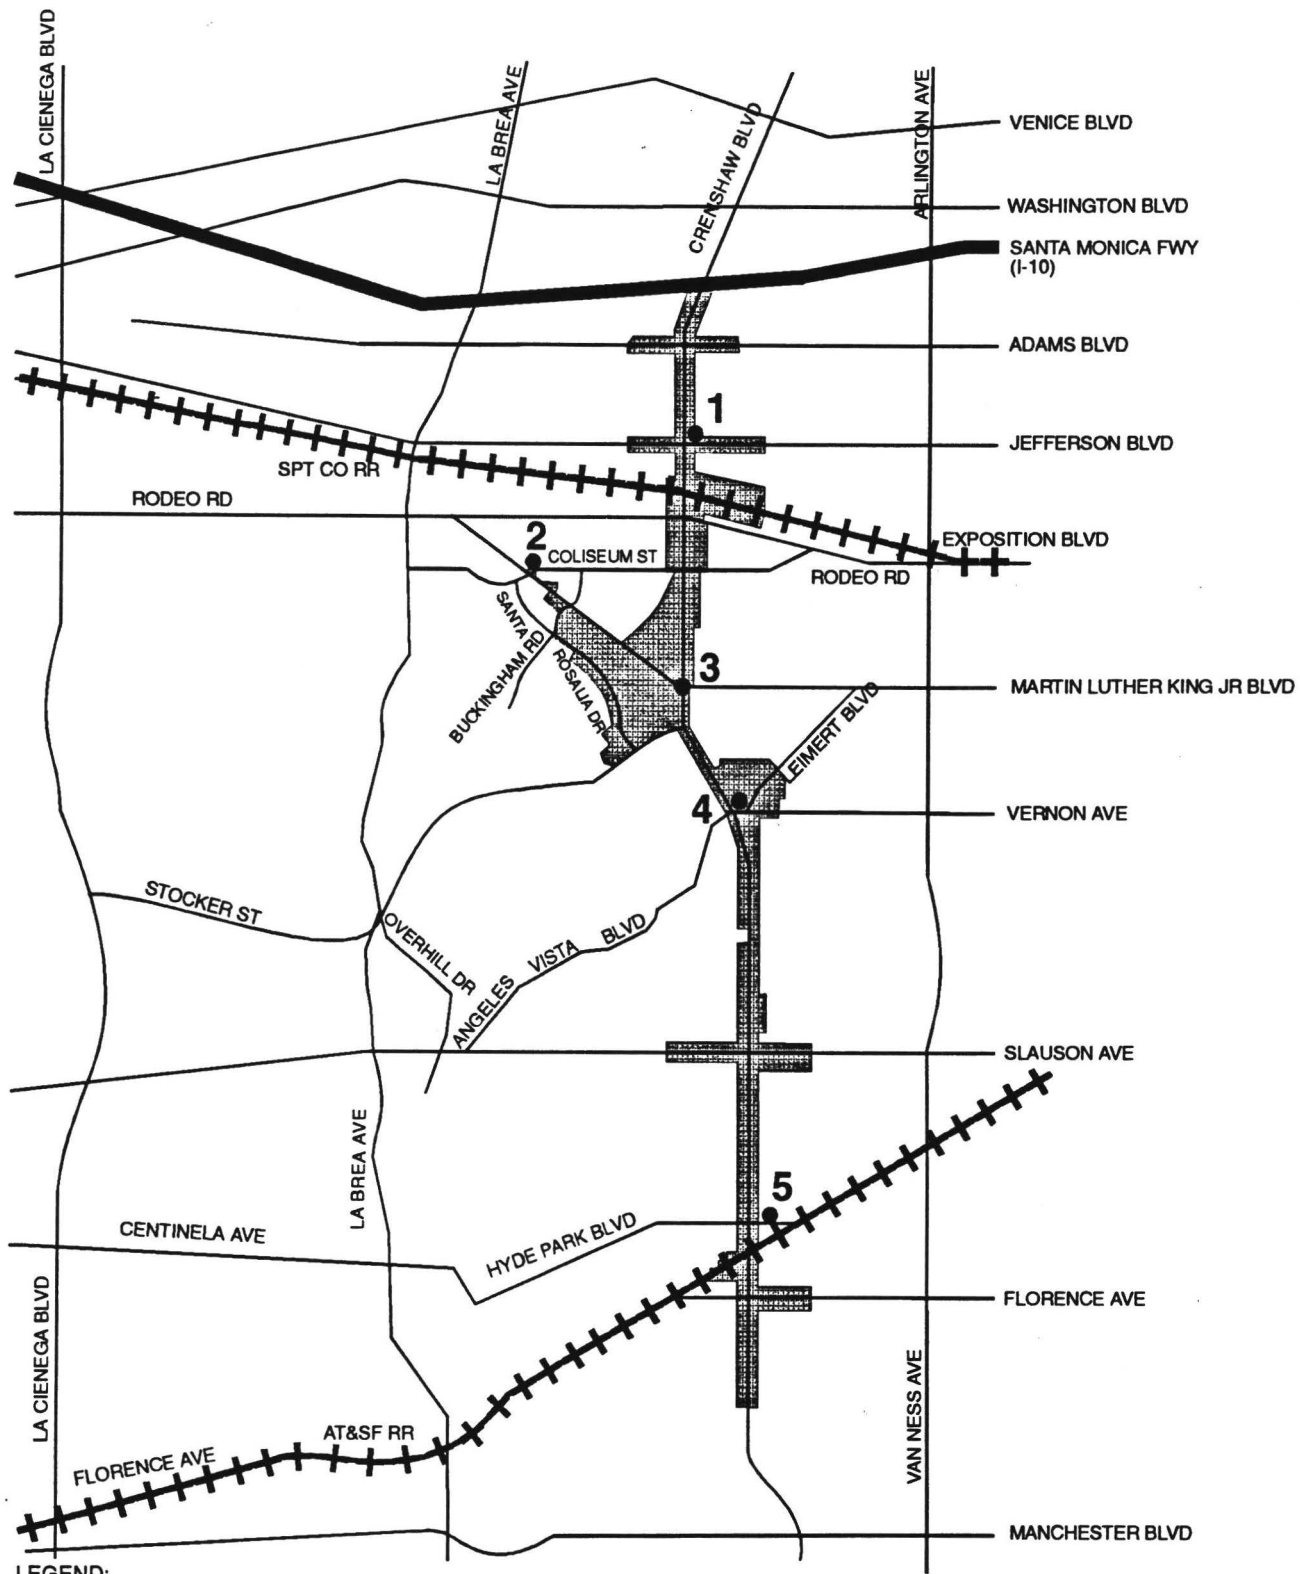 LA CIENEGA BLVD
LA BREA AVE
CRENSHAW BLVD
ARLINGTON AVE
VENICE BLVD
WASHINGTON BLVD
SANTA MONICA FWY
(I-10)
ADAMS BLVD
1
JEFFERSON BLVD
SPT CO RR
RODEO RD
2
COLISEUM ST
EXPOSITION BLVD
RODEO RD
SANTA
ROSALIA DR
BUCKINGHAM RD
3
MARTIN LUTHER KING JR BLVD
LEIMERT BLVD
4
VERNON AVE
STOCKER ST
OVERHILL DR
ANGELES
VISTA
BLVD
SLAUSON AVE
LA BREA AVE
5
CENTINELA AVE
HYDE PARK BLVD
LA CIENEGA BLVD
FLORENCE AVE
VAN NESS AVE
AT&SF RR
FLORENCE AVE
MANCHESTER BLVD
LEGEND: